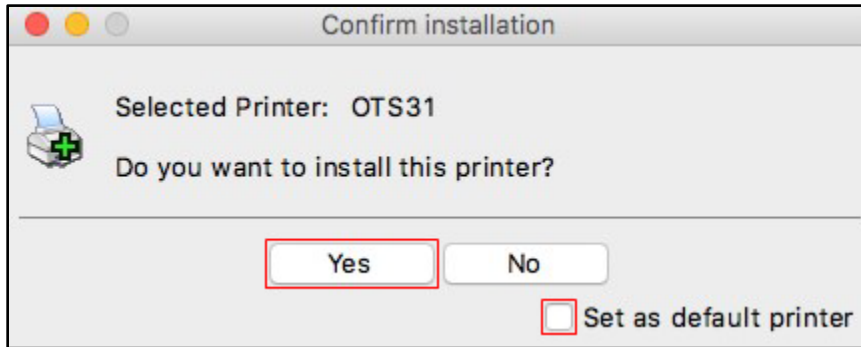 Confirm installation
Selected Printer: OTS31
Do you want to install this printer?
Yes No
Set as default printer